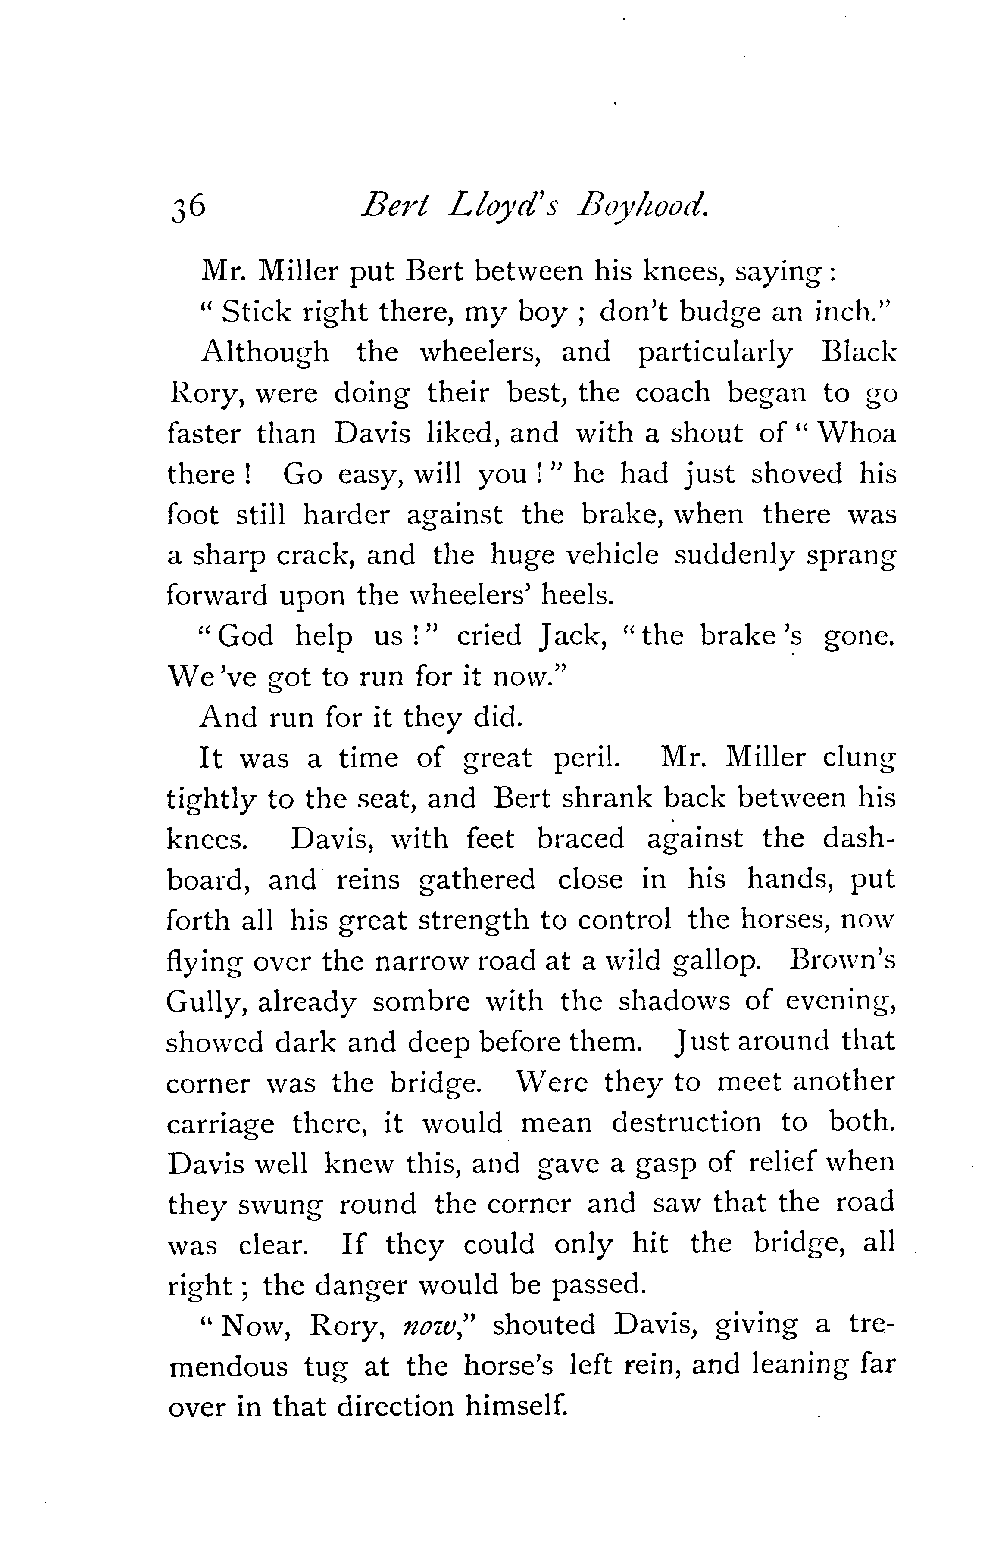 36 Bert Lloyd's Boyhood.
Mr. Miller put Bert between his knees, saying:
"Stick right there, my boy; don't budge an inch."
Although the wheelers, and particularly Black
Rory, were doing their best, the coach began to go
faster than Davis liked, and with a shout of "Whoa
there! Go easy, will you!" he had just shoved his
foot still harder against the brake, when there was
a sharp crack, and the huge vehicle suddenly sprang
forward upon the wheelers' heels.
"God help us!" cried Jack, "the brake's gone.
We've got to run for it now."
And run for it they did.
It was a time of great peril. Mr. Miller clung
tightly to the seat, and Bert shrank back between his
knees. Davis, with feet braced against the dash-
board, and reins gathered close in his hands, put
forth all his great strength to control the horses, now
flying over the narrow road at a wild gallop. Brown's
Gully, already sombre with the shadows of evening,
showed dark and deep before them. Just around that
corner was the bridge. Were they to meet another
carriage there, it would mean destruction to both.
Davis well knew this, and gave a gasp of relief when
they swung round the corner and saw that the road
was clear. If they could only hit the bridge, all
right; the danger would be passed.
"Now, Rory, now," shouted Davis, giving a tre-
mendous tug at the horse's left rein, and leaning far
over in that direction himself.